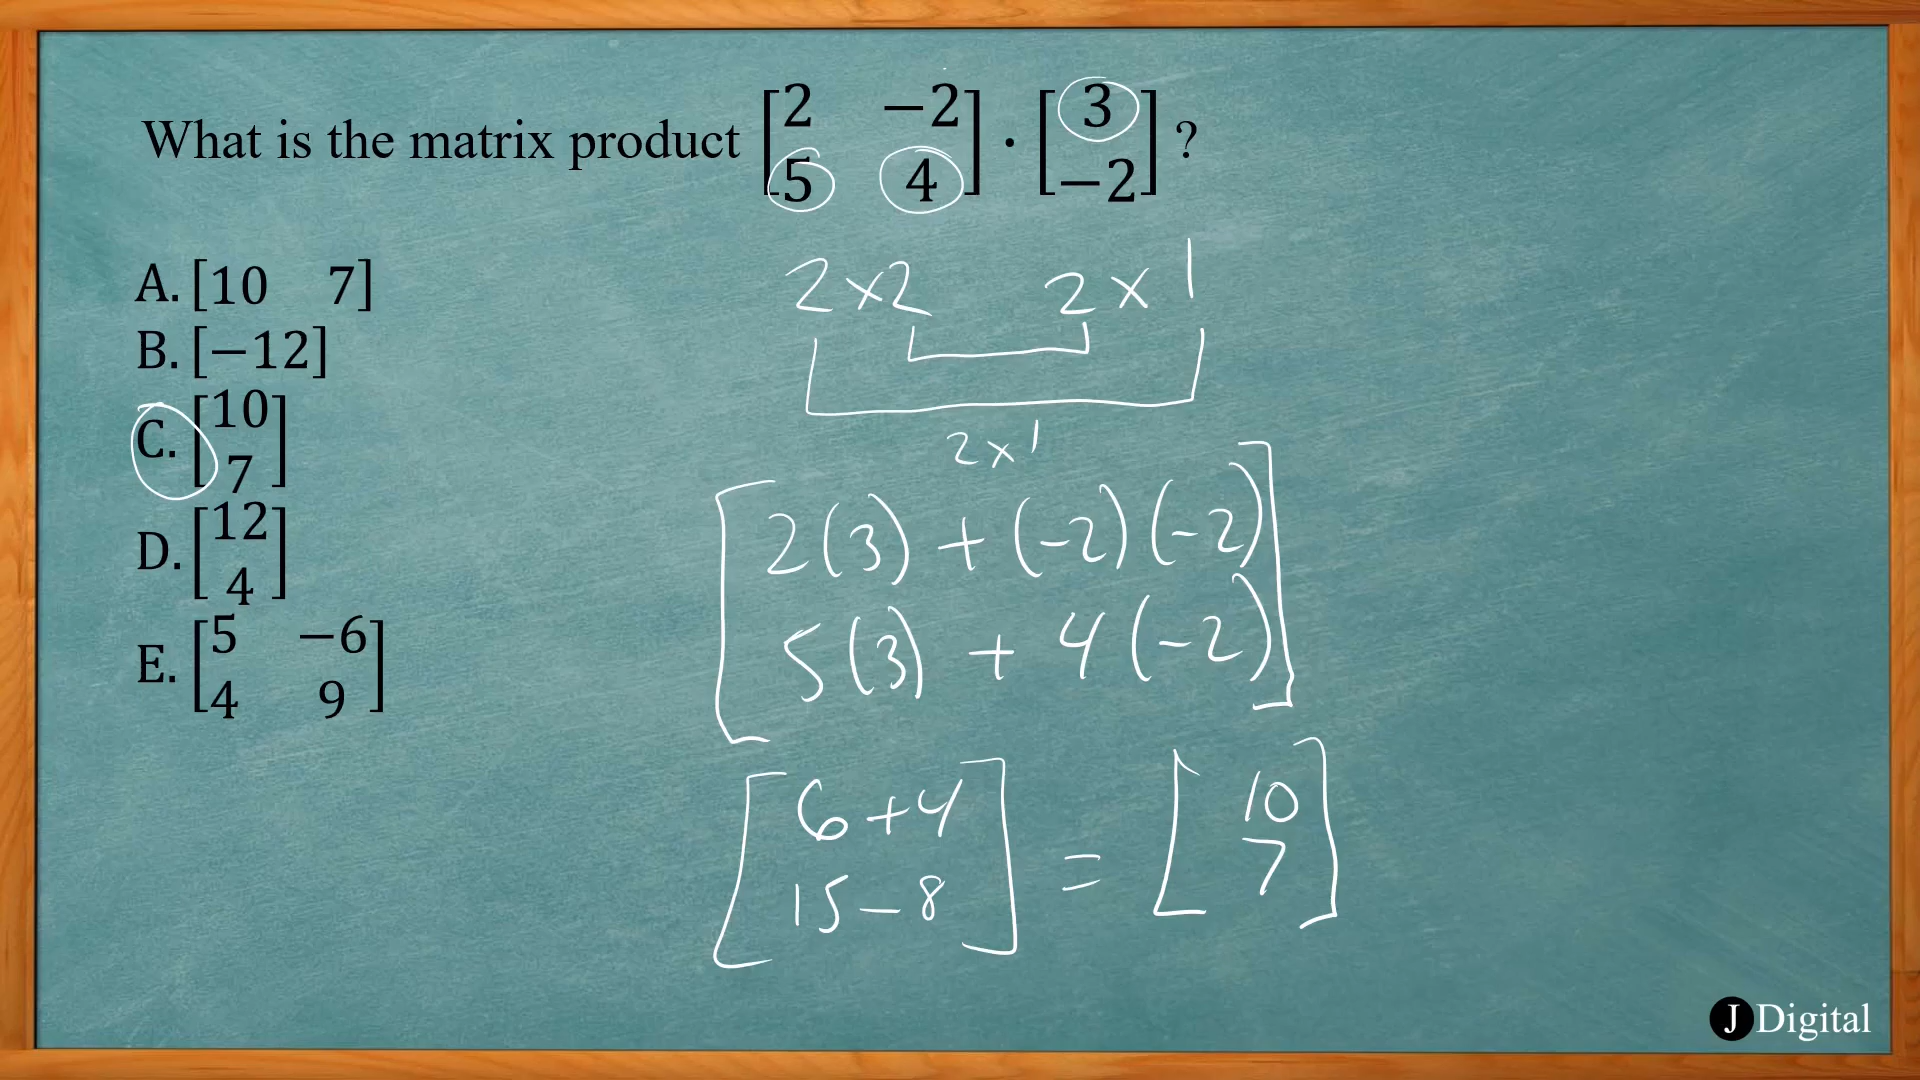 What is the matrix product [2 −2
5 4] · [3
−2] ?
A. [10 7]
B. [−12]
C. [10
7]
D. [12
4]
E. [5 −6
4 9]
2×2 2×1
2×1
[2(3) + (-2)(-2)
5(3) + 4(-2)]
[6+4
15-8] = [10
7]
J Digital